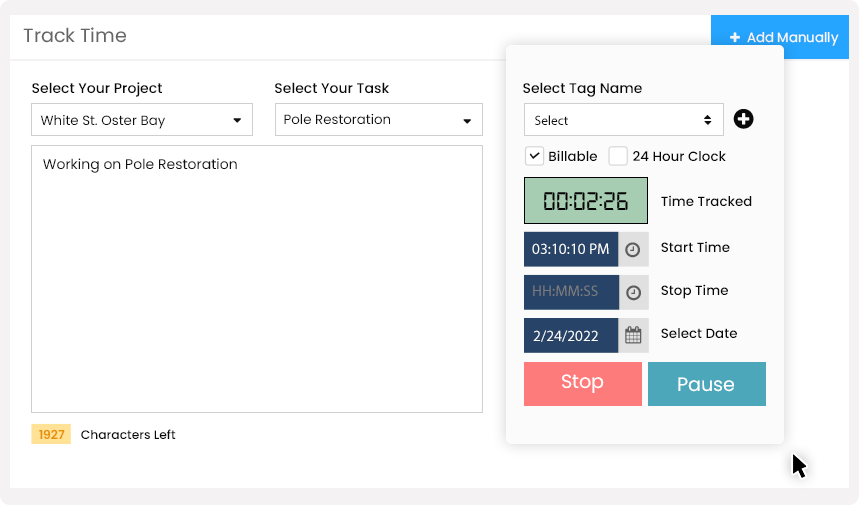 Track Time
+ Add Manually
Select Your Project
Select Your Task
White St. Oster Bay
Pole Restoration
Working on Pole Restoration
1927 Characters Left
Select Tag Name
Select
Billable
24 Hour Clock
00:02:26 Time Tracked
03:10:10 PM Start Time
HH:MM:SS Stop Time
2/24/2022 Select Date
Stop
Pause